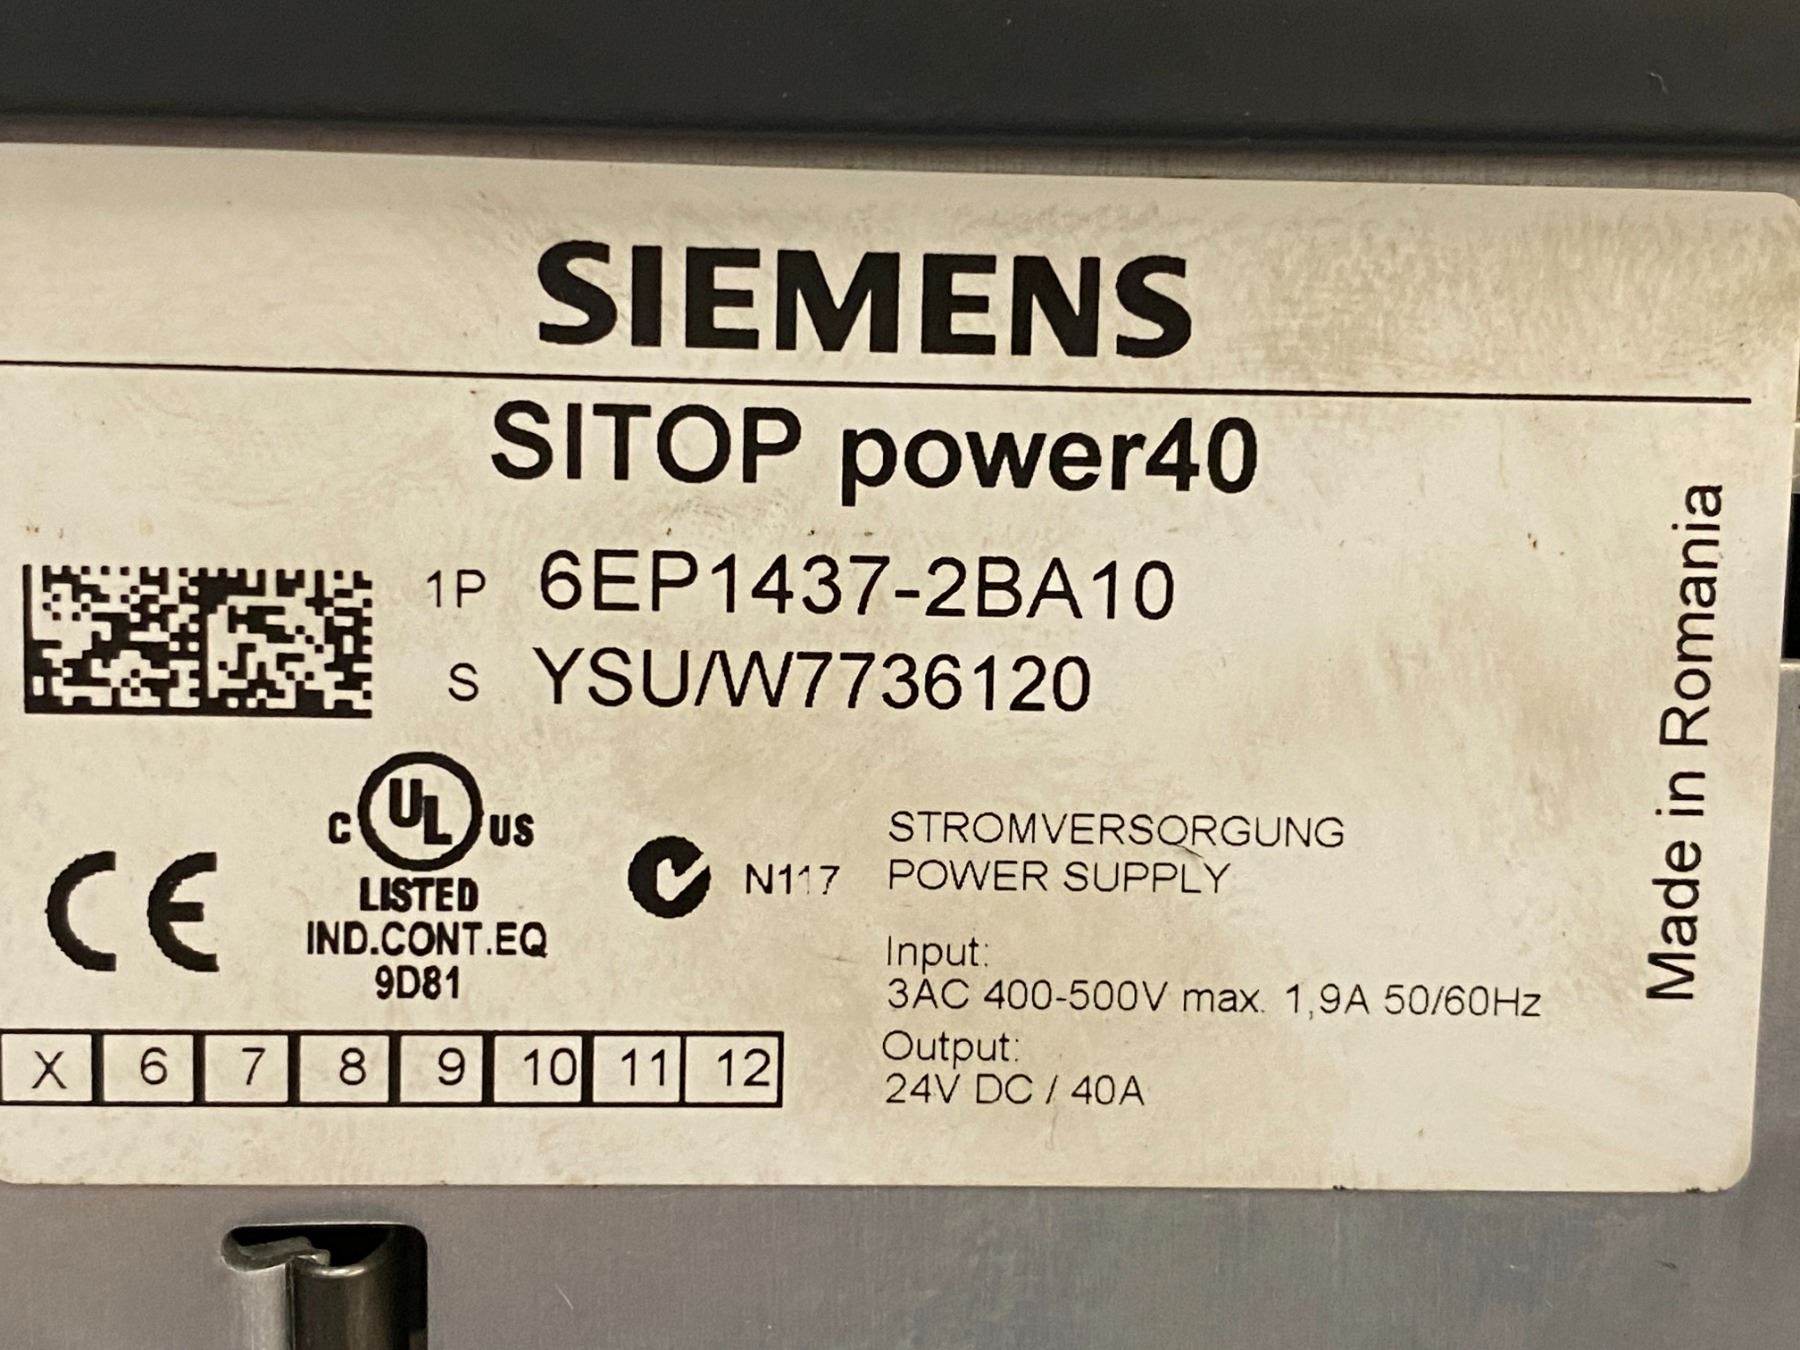 SIEMENS
SITOP power40
1P 6EP1437-2BA10
S YSU/W7736120
C UL US
LISTED
IND.CONT.EQ
9D81
CE
N117
STROMVERSORGUNG
POWER SUPPLY
Input:
3AC 400-500V max. 1,9A 50/60Hz
Output:
24V DC / 40A
X 6 7 8 9 10 11 12
Made in Romania